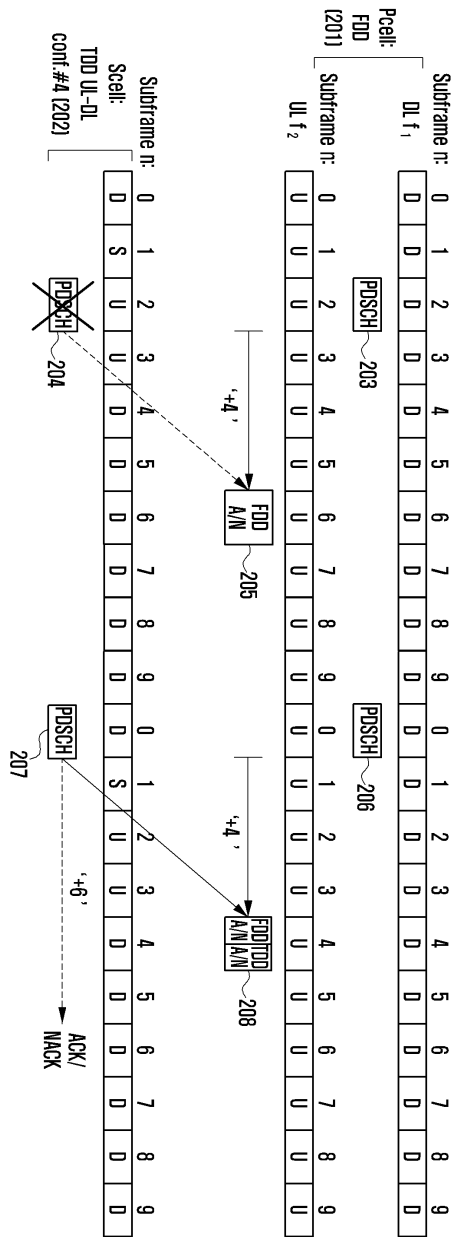 Pcell:
FDD
(201)
Subframe n: 0 1 2 3 4 5 6 7 8 9 0 1 2 3 4 5 6 7 8 9
DL f1 D D D D D D D D D D D D D D D D D D D D
PDSCH
203
PDSCH
206
Subframe n: 0 1 2 3 4 5 6 7 8 9 0 1 2 3 4 5 6 7 8 9
UL f2 U U U U U U U U U U U U U U U U U U U U
'+4'
FDD
A/N
205
'+4'
FDD TDD
A/N A/N
208
Subframe n: 0 1 2 3 4 5 6 7 8 9 0 1 2 3 4 5 6 7 8 9
D S U U D D D D D D D S U U D D D D D D
Scell:
TDD UL-DL
conf.#4 (202)
PDSCH
204
PDSCH
207
'+6'
ACK/
NACK